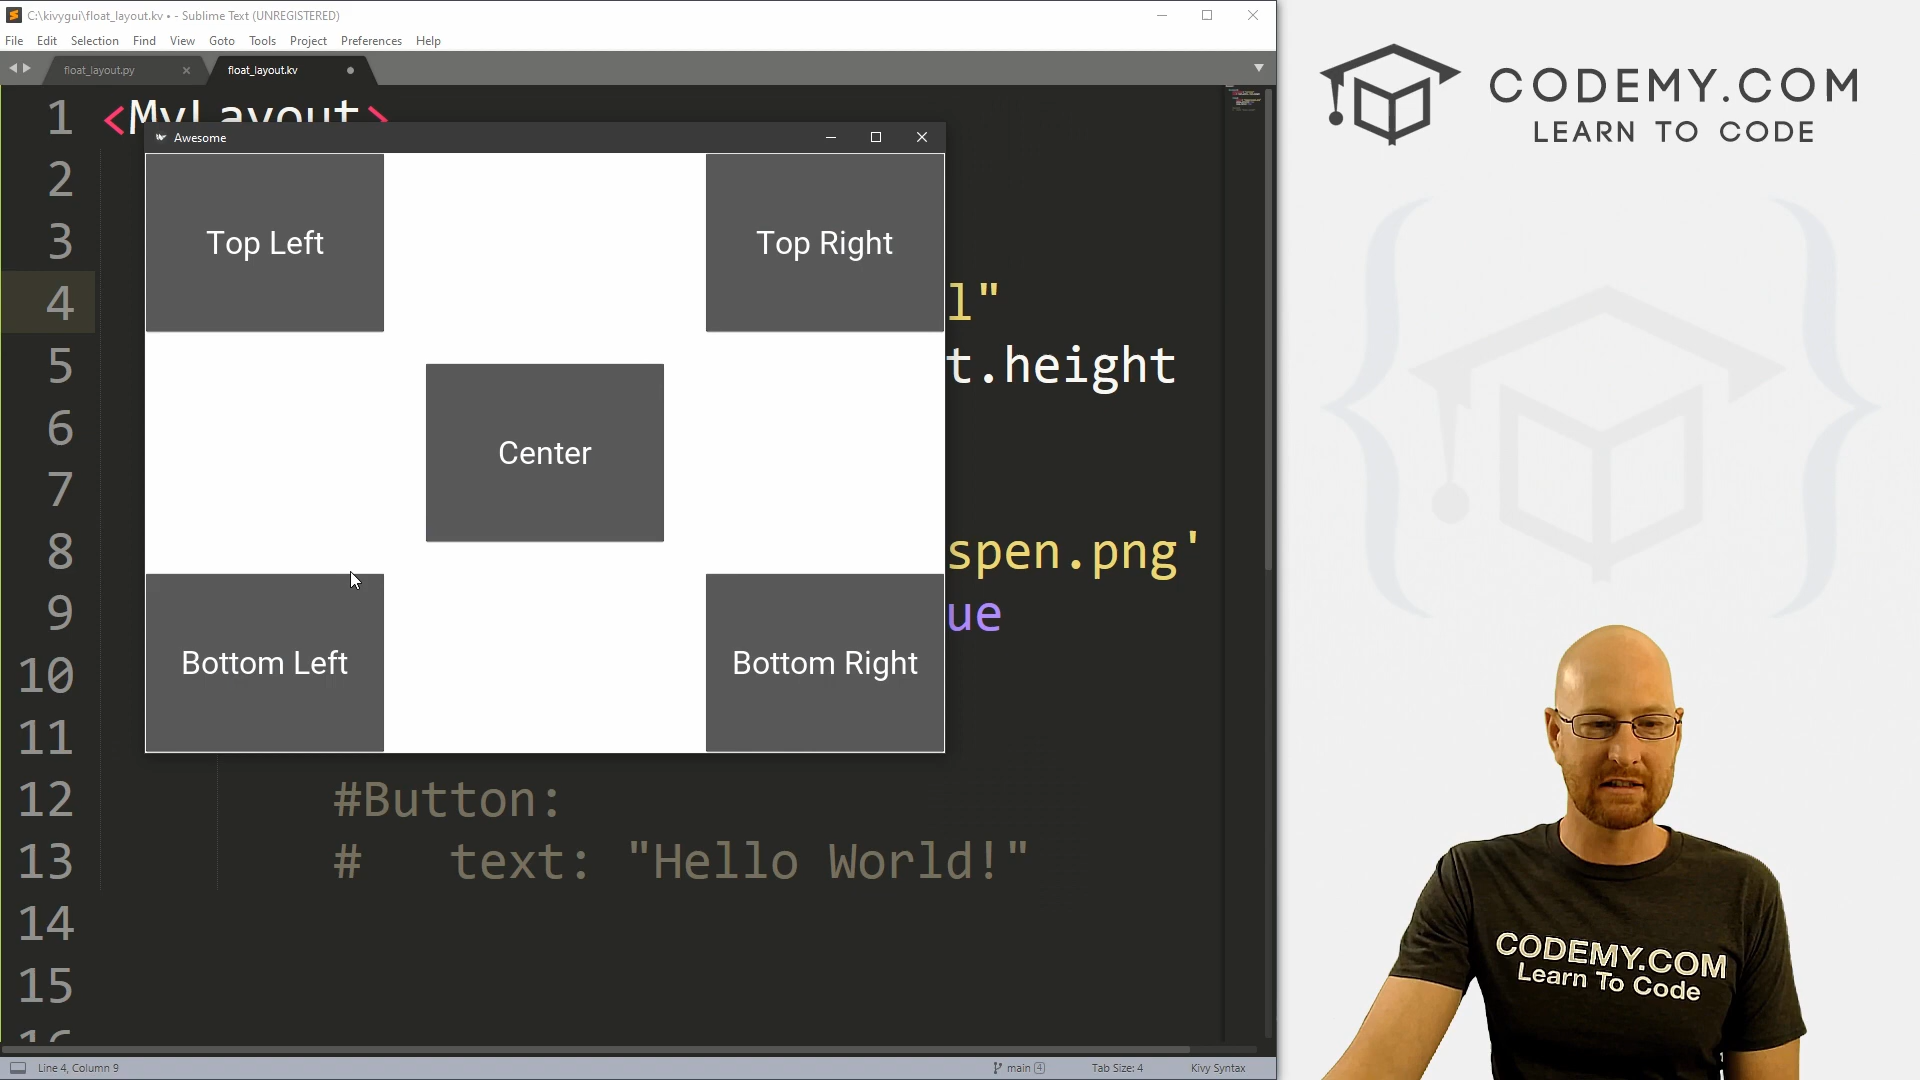 C:\kivygui\float_layout.kv • - Sublime Text (UNREGISTERED)
File Edit Selection Find View Goto Tools Project Preferences Help
float_layout.py
float_layout.kv
1 <MyLayout>
Awesome
2
3
4 l"
5 t.height
6
7
8 spen.png'
9 ue
10
11
12 #Button:
13 # text: "Hello World!"
14
15
16
Top Left
Top Right
Center
Bottom Left
Bottom Right
Line 4, Column 9
main 4
Tab Size: 4
Kivy Syntax
CODEMY.COM
LEARN TO CODE
CODEMY.COM
Learn To Code